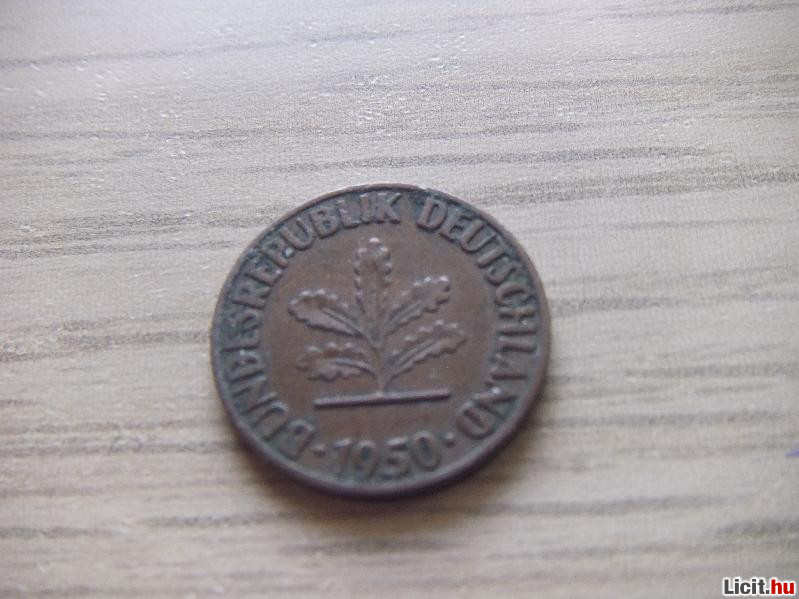 BUNDESREPUBLIK DEUTSCHLAND
· 1950 ·
Licit.hu